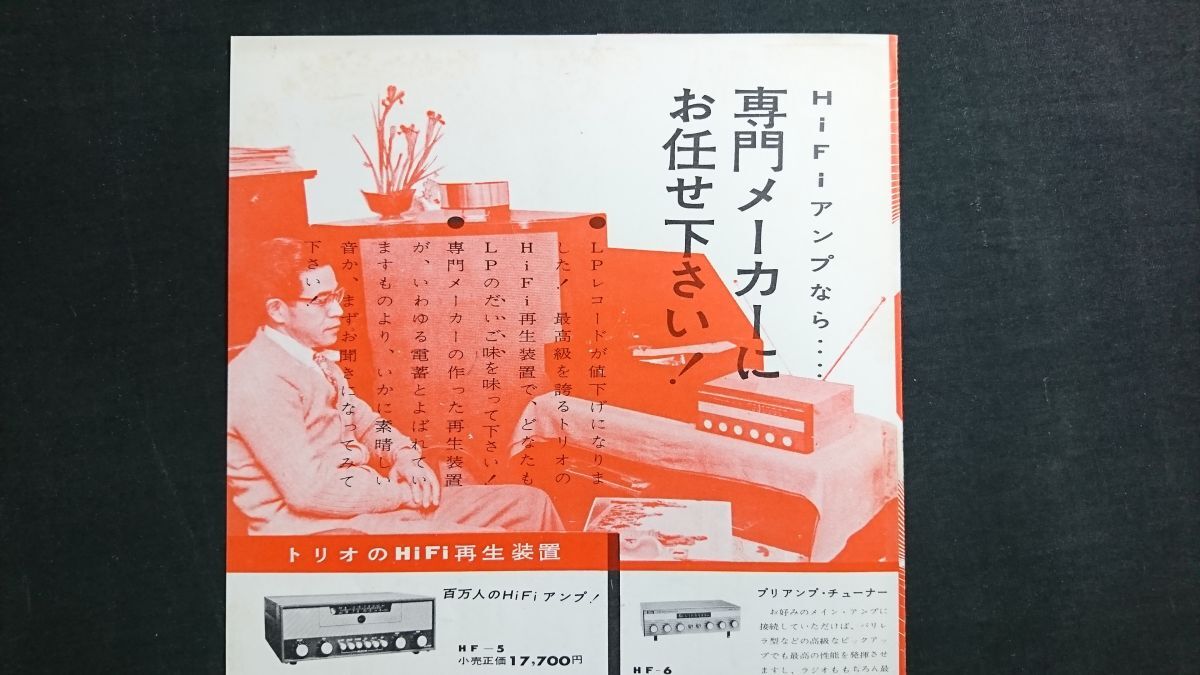 HiFiアンプなら‥‥‥
専門メーカーに
お任せ下さい！
●LPレコードが値下げになりま
した！　最高級を誇るトリオの
HiFi再生装置で、どなたも
LPのだいご味を味って下さい！
●専門メーカーの作った再生装置
が、いわゆる電蓄とよばれてい
ますものより、いかに素晴しい
音か、まずお聞きになってみて
下さい！
トリオのHiFi再生装置
百万人のHiFiアンプ！
HF-5
小売正価17,700円
プリアンプ・チューナー
お好みのメイン・アンプに
接続していただけば、バリレ
ラ型などの高級なピックアッ
プでも最高の性能を発揮させ
ますし、ラジオももちろん最
HF-6